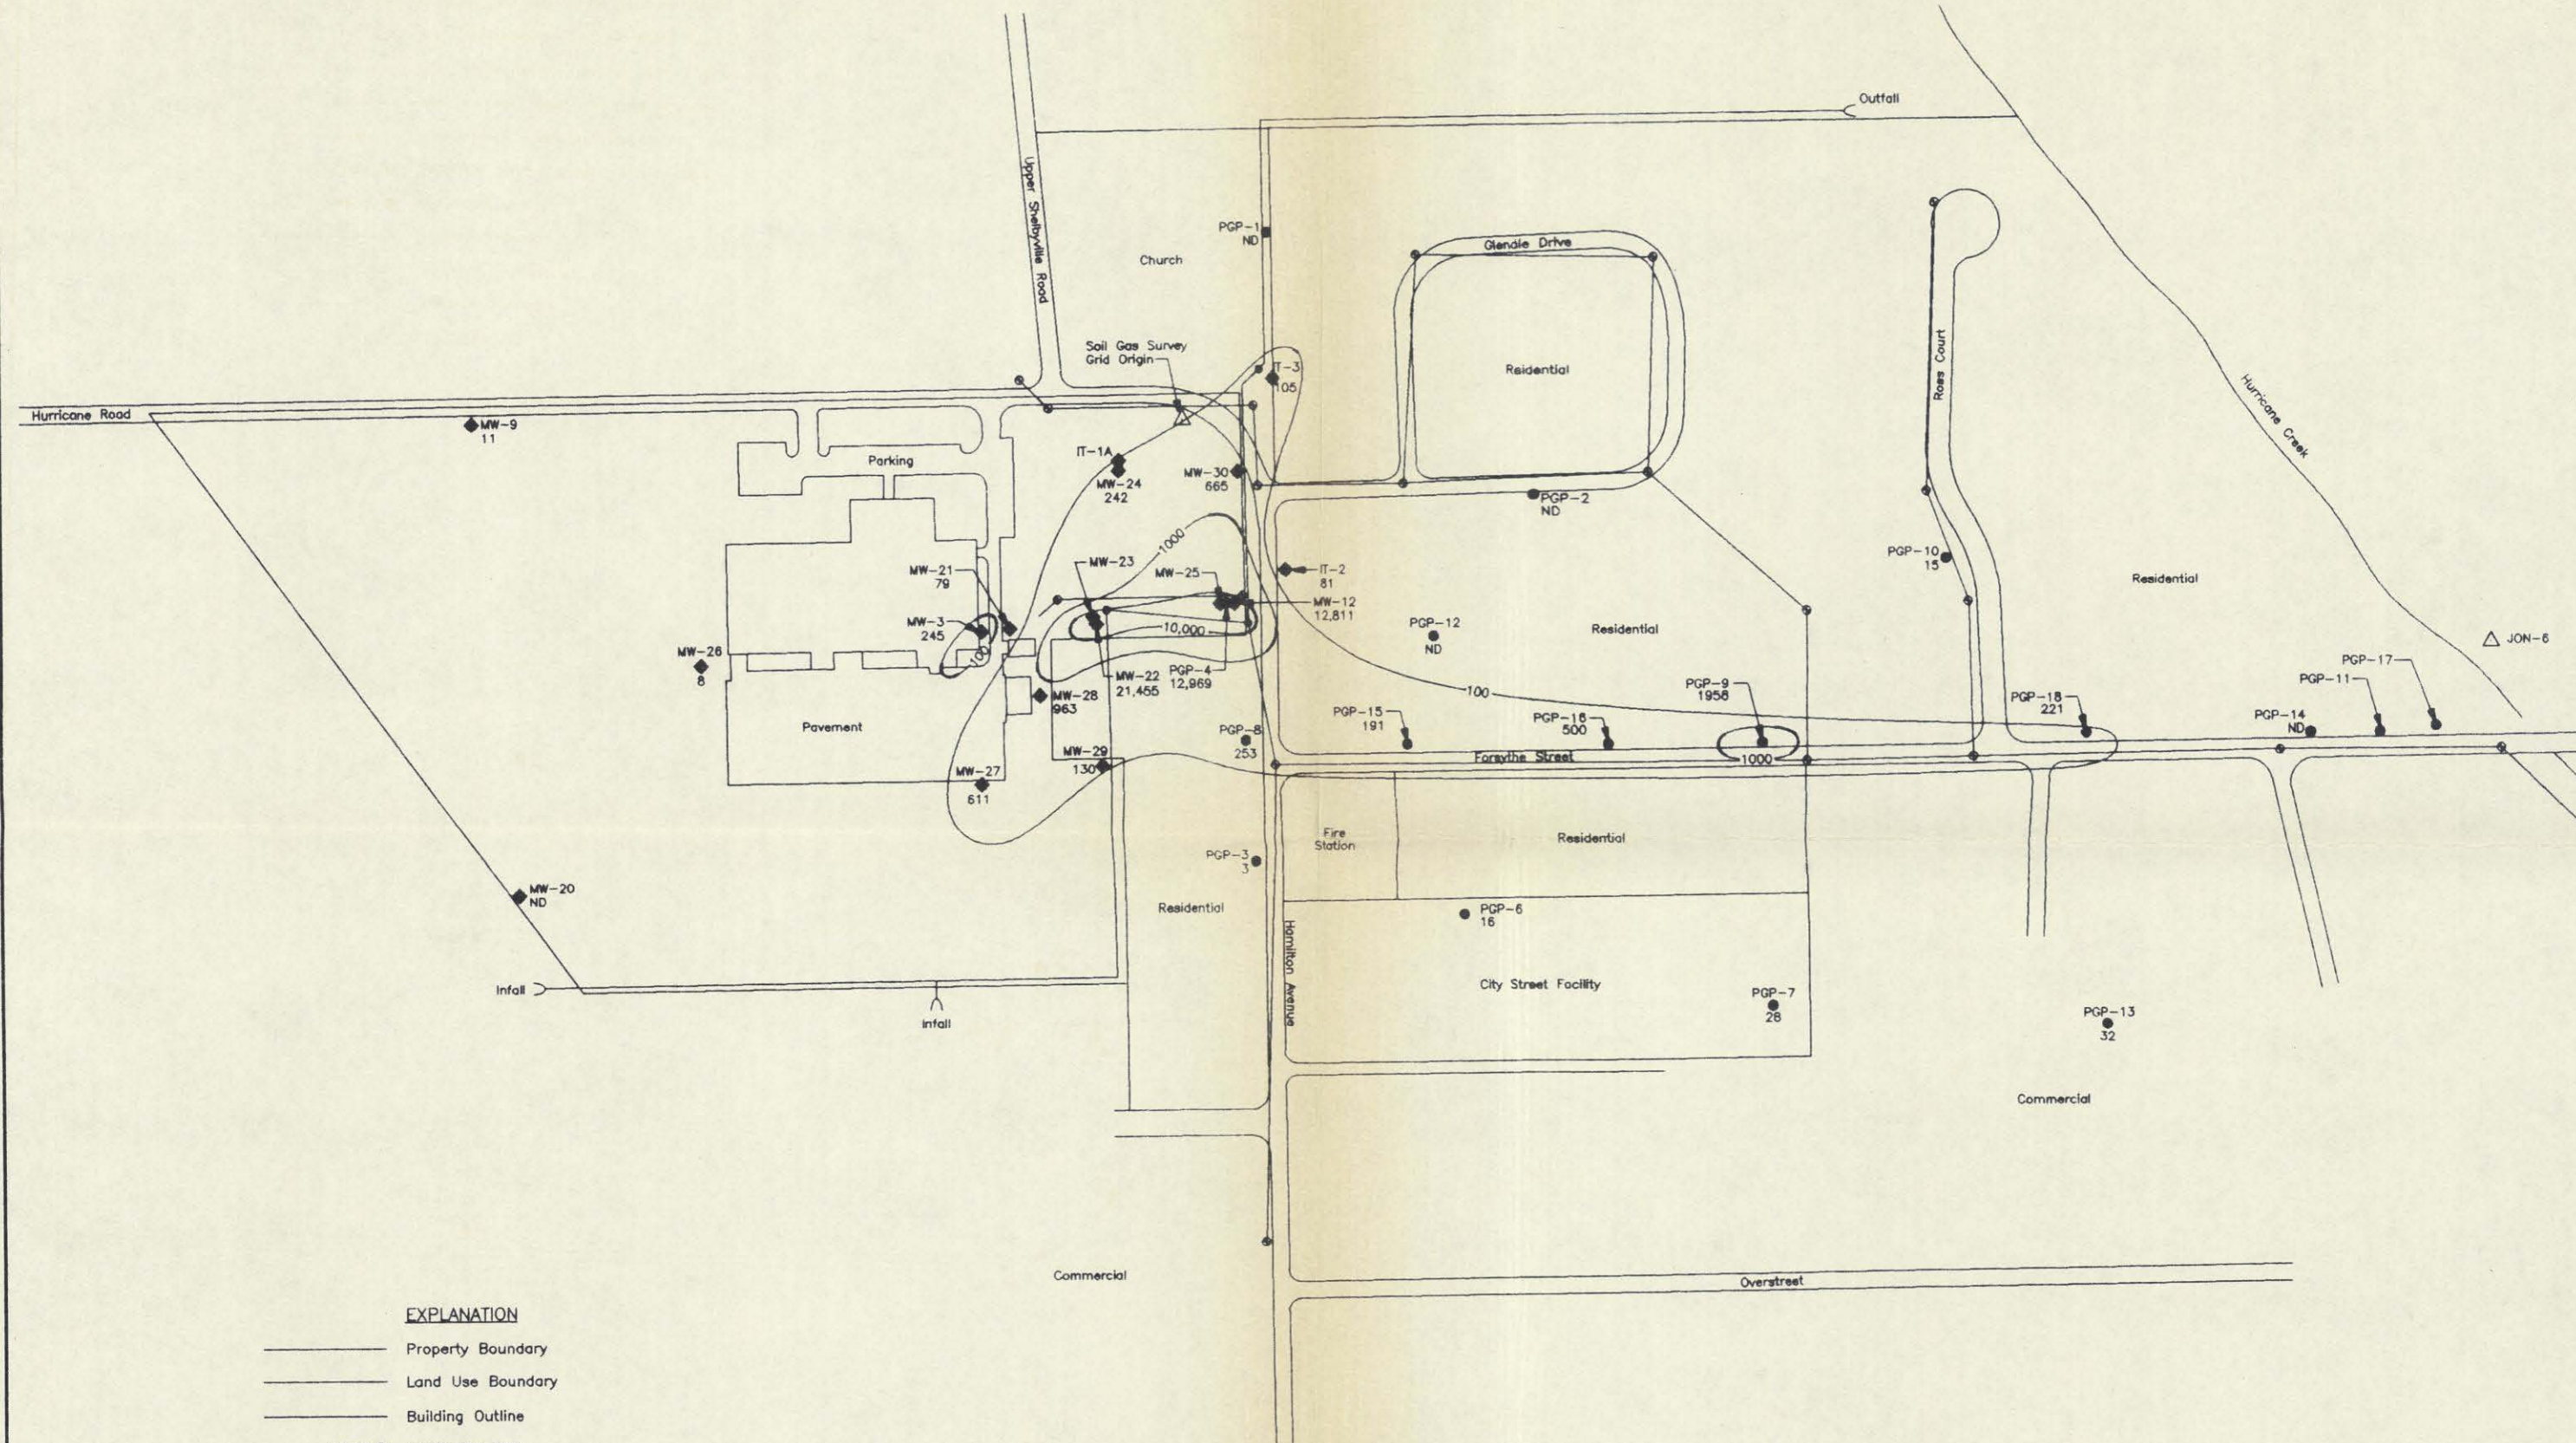 Outfall
Upper Shelbyville Road
PGP-1
ND
Church
Glendle Drive
Soil Gas Survey
Grid Origin
IT-3
105
Residential
Ross Court
Hurricane Creek
Hurricane Road
MW-9
11
Parking
IT-1A
MW-24
242
MW-30
665
PGP-2
ND
1000
MW-23
MW-25
MW-21
79
IT-2
81
MW-12
12,811
PGP-10
15
Residential
MW-3
245
10,000
PGP-12
ND
Residential
JON-6
MW-26
8
100
MW-22
21,455
PGP-4
12,969
MW-28
963
100
PGP-9
1958
PGP-17
PGP-11
PGP-18
221
PGP-14
ND
Pavement
PGP-8
253
PGP-15
191
PGP-16
500
MW-29
130
Forsythe Street
1000
MW-27
611
Fire
Station
Residential
PGP-3
3
MW-20
ND
Residential
PGP-6
16
Hamilton Avenue
City Street Facility
Infall
Infall
PGP-7
28
PGP-13
32
Commercial
Commercial
Overstreet
EXPLANATION
Property Boundary
Land Use Boundary
Building Outline